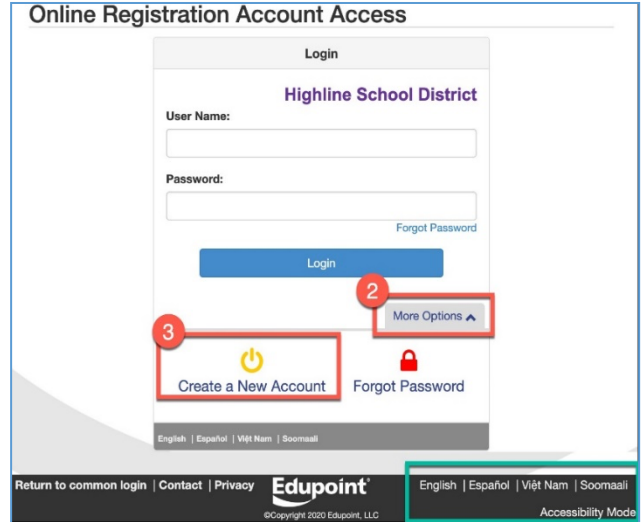 Online Registration Account Access
Login
Highline School District
User Name:
Password:
Forgot Password
Login
2
More Options
3
Create a New Account
Forgot Password
English | Español | Việt Nam | Soomaali
Return to common login | Contact | Privacy
Edupoint
©Copyright 2020 Edupoint, LLC
English | Español | Việt Nam | Soomaali
Accessibility Mode